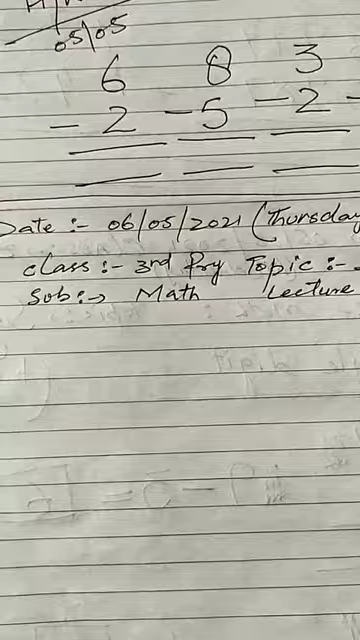 05/05
6 8 3
- 2 - 5 - 2 -
Date :- 06/05/2021 (Thursday
Class :- 3rd Pry Topic :-
Sub :→ Math Lecture